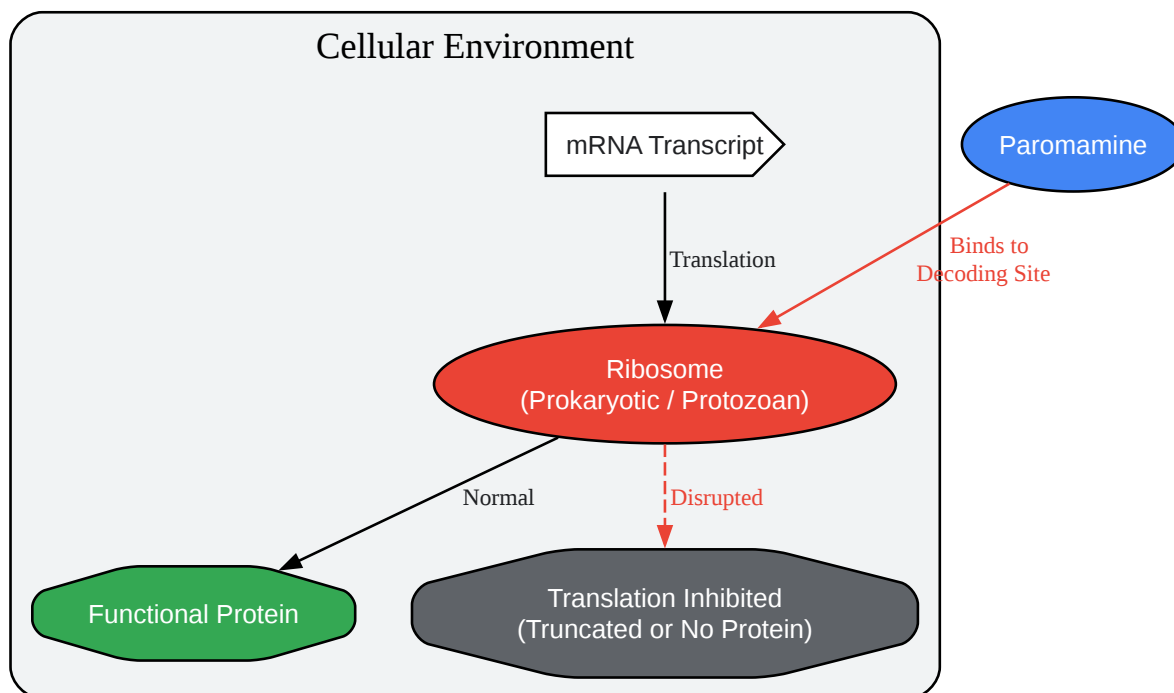 Cellular Environment
mRNA Transcript
Paromamine
Translation
Binds to
Decoding Site
Ribosome
(Prokaryotic / Protozoan)
Normal
Disrupted
Functional Protein
Translation Inhibited
(Truncated or No Protein)